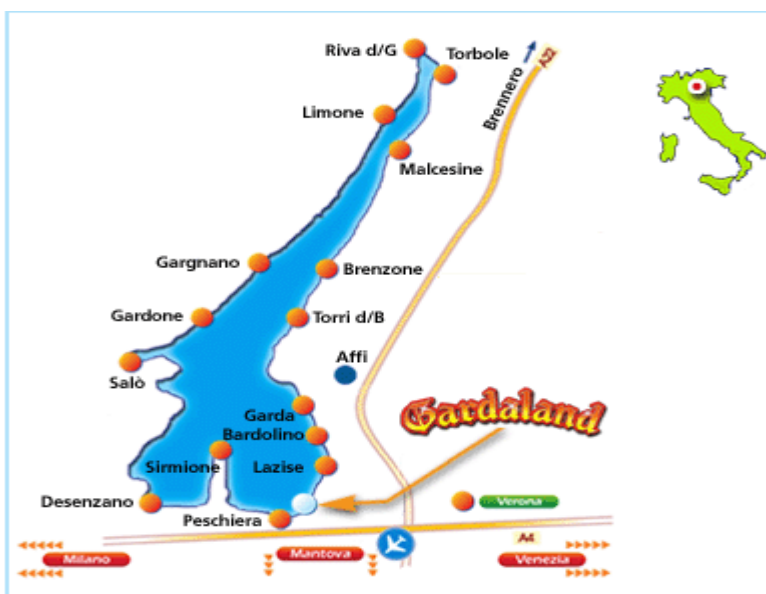 Riva d/G
Torbole
A22
Brennero
Limone
Malcesine
Gargnano
Brenzone
Gardone
Torri d/B
Affi
Salò
Gardaland
Garda
Bardolino
Sirmione
Lazise
Desenzano
Verona
Peschiera
A4
Milano
Mantova
Venezia